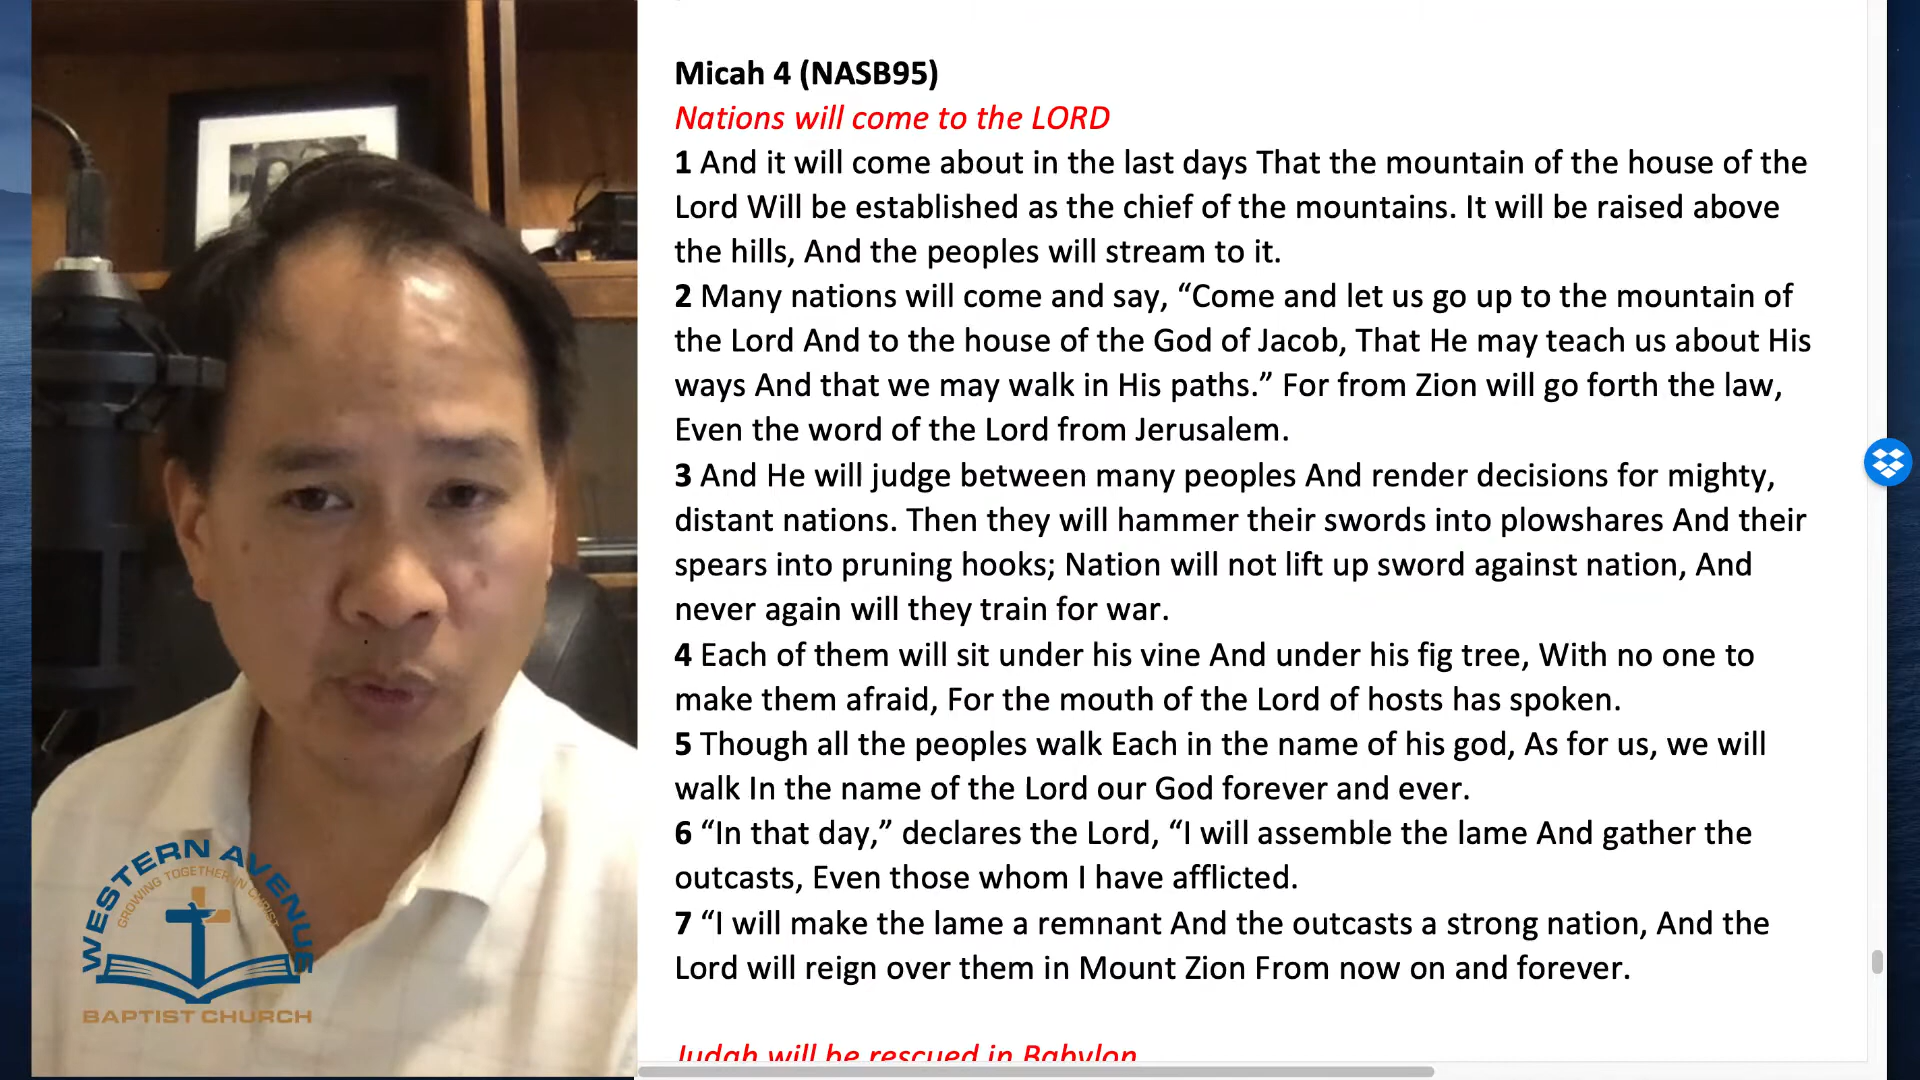 Micah 4 (NASB95)
Nations will come to the LORD
1 And it will come about in the last days That the mountain of the house of the
Lord Will be established as the chief of the mountains. It will be raised above
the hills, And the peoples will stream to it.
2 Many nations will come and say, “Come and let us go up to the mountain of
the Lord And to the house of the God of Jacob, That He may teach us about His
ways And that we may walk in His paths.” For from Zion will go forth the law,
Even the word of the Lord from Jerusalem.
3 And He will judge between many peoples And render decisions for mighty,
distant nations. Then they will hammer their swords into plowshares And their
spears into pruning hooks; Nation will not lift up sword against nation, And
never again will they train for war.
4 Each of them will sit under his vine And under his fig tree, With no one to
make them afraid, For the mouth of the Lord of hosts has spoken.
5 Though all the peoples walk Each in the name of his god, As for us, we will
walk In the name of the Lord our God forever and ever.
6 “In that day,” declares the Lord, “I will assemble the lame And gather the
outcasts, Even those whom I have afflicted.
7 “I will make the lame a remnant And the outcasts a strong nation, And the
Lord will reign over them in Mount Zion From now on and forever.
Judah will be rescued in Babylon
WESTERN AVENUE
GROWING TOGETHER IN CHRIST
BAPTIST CHURCH